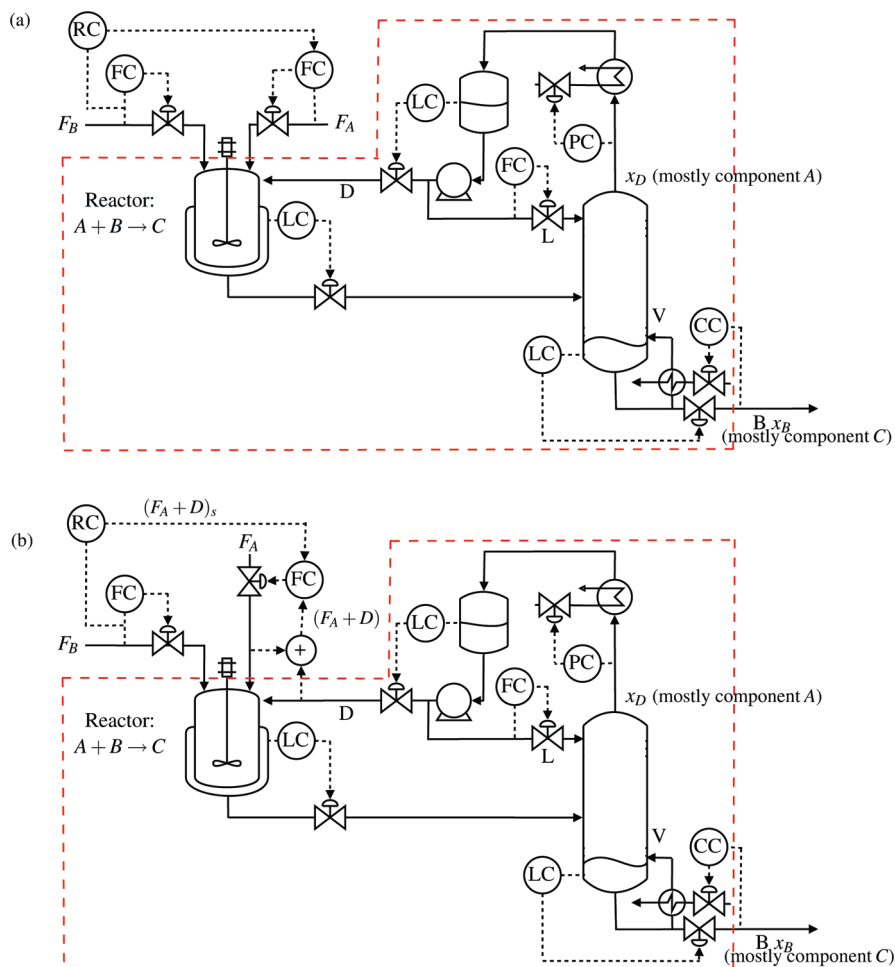 (a)
RC
FC
FC
F_B
F_A
LC
PC
FC
x_D (mostly component A)
D
Reactor:
A + B → C
LC
L
V
CC
LC
B x_B
(mostly component C)
(F_A + D)_s
RC
(b)
F_A
FC
FC
(F_A + D)
LC
F_B
+
PC
FC
x_D (mostly component A)
D
Reactor:
A + B → C
LC
L
V
CC
LC
B x_B
(mostly component C)